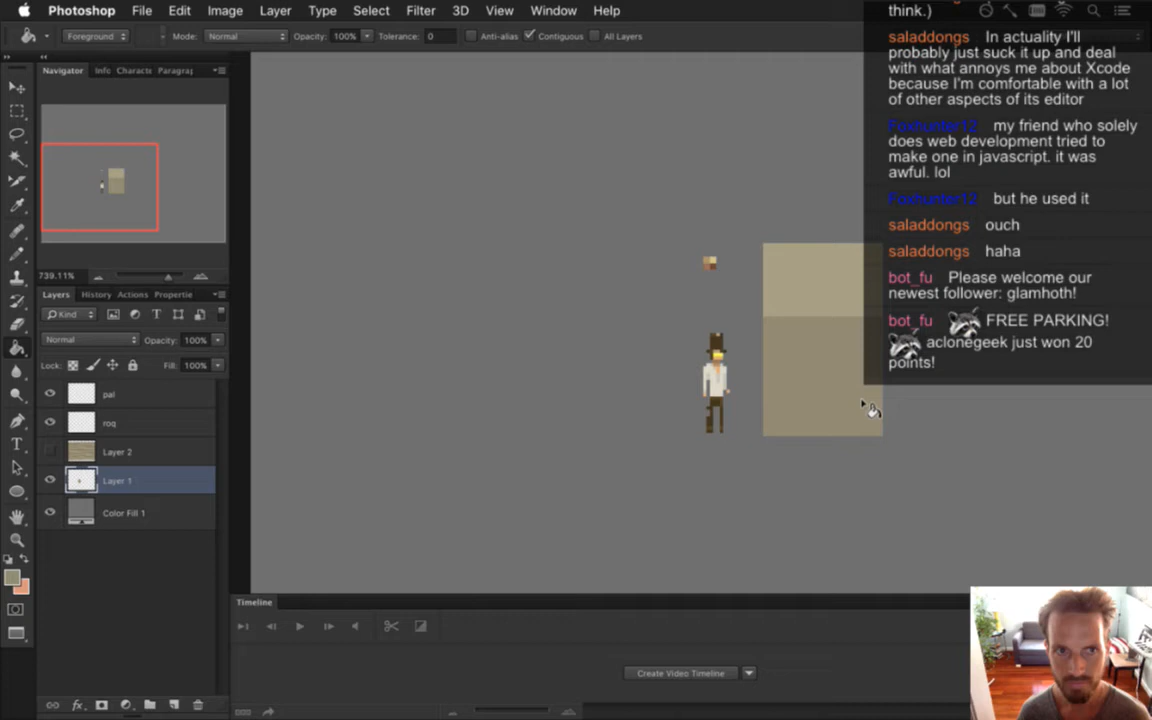 Photoshop File Edit Image Layer Type Select Filter 3D View Window Help
think.)
Foreground Mode: Normal Opacity: 100% Tolerance: 0 Anti-alias Contiguous All Layers
saladdongs In actuality I'll
probably just suck it up and deal
with what annoys me about Xcode
because I'm comfortable with a lot
of other aspects of its editor
Navigator Info Characte Paragraj
Foxhunter12 my friend who solely
does web development tried to
make one in javascript. it was
awful. lol
Foxhunter12 but he used it
saladdongs ouch
saladdongs haha
bot_fu Please welcome our
newest follower: glamhoth!
bot_fu FREE PARKING!
aclonegeek just won 20
points!
739.11%
Layers History Actions Propertie
Kind
Normal Opacity: 100%
Lock: Fill: 100%
pal
roq
Layer 2
Layer 1
Color Fill 1
Timeline
Create Video Timeline